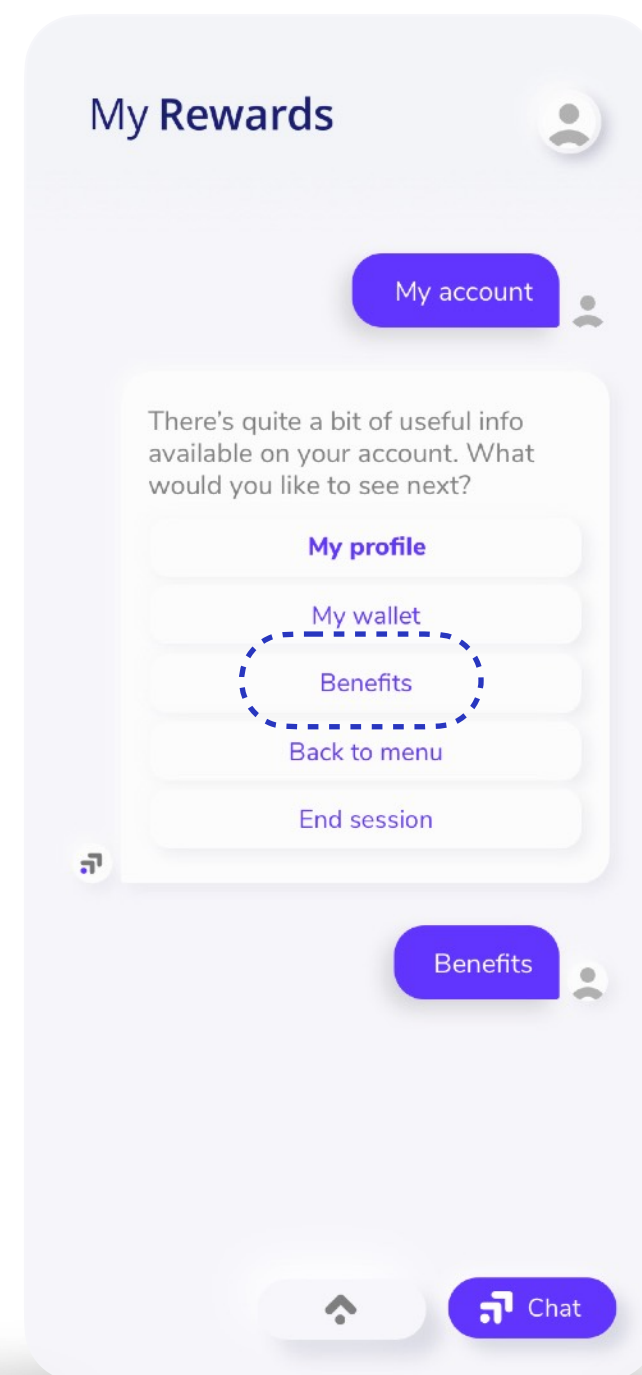 My Rewards
My account
There's quite a bit of useful info
available on your account. What
would you like to see next?
My profile
My wallet
Benefits
Back to menu
End session
Benefits
Chat